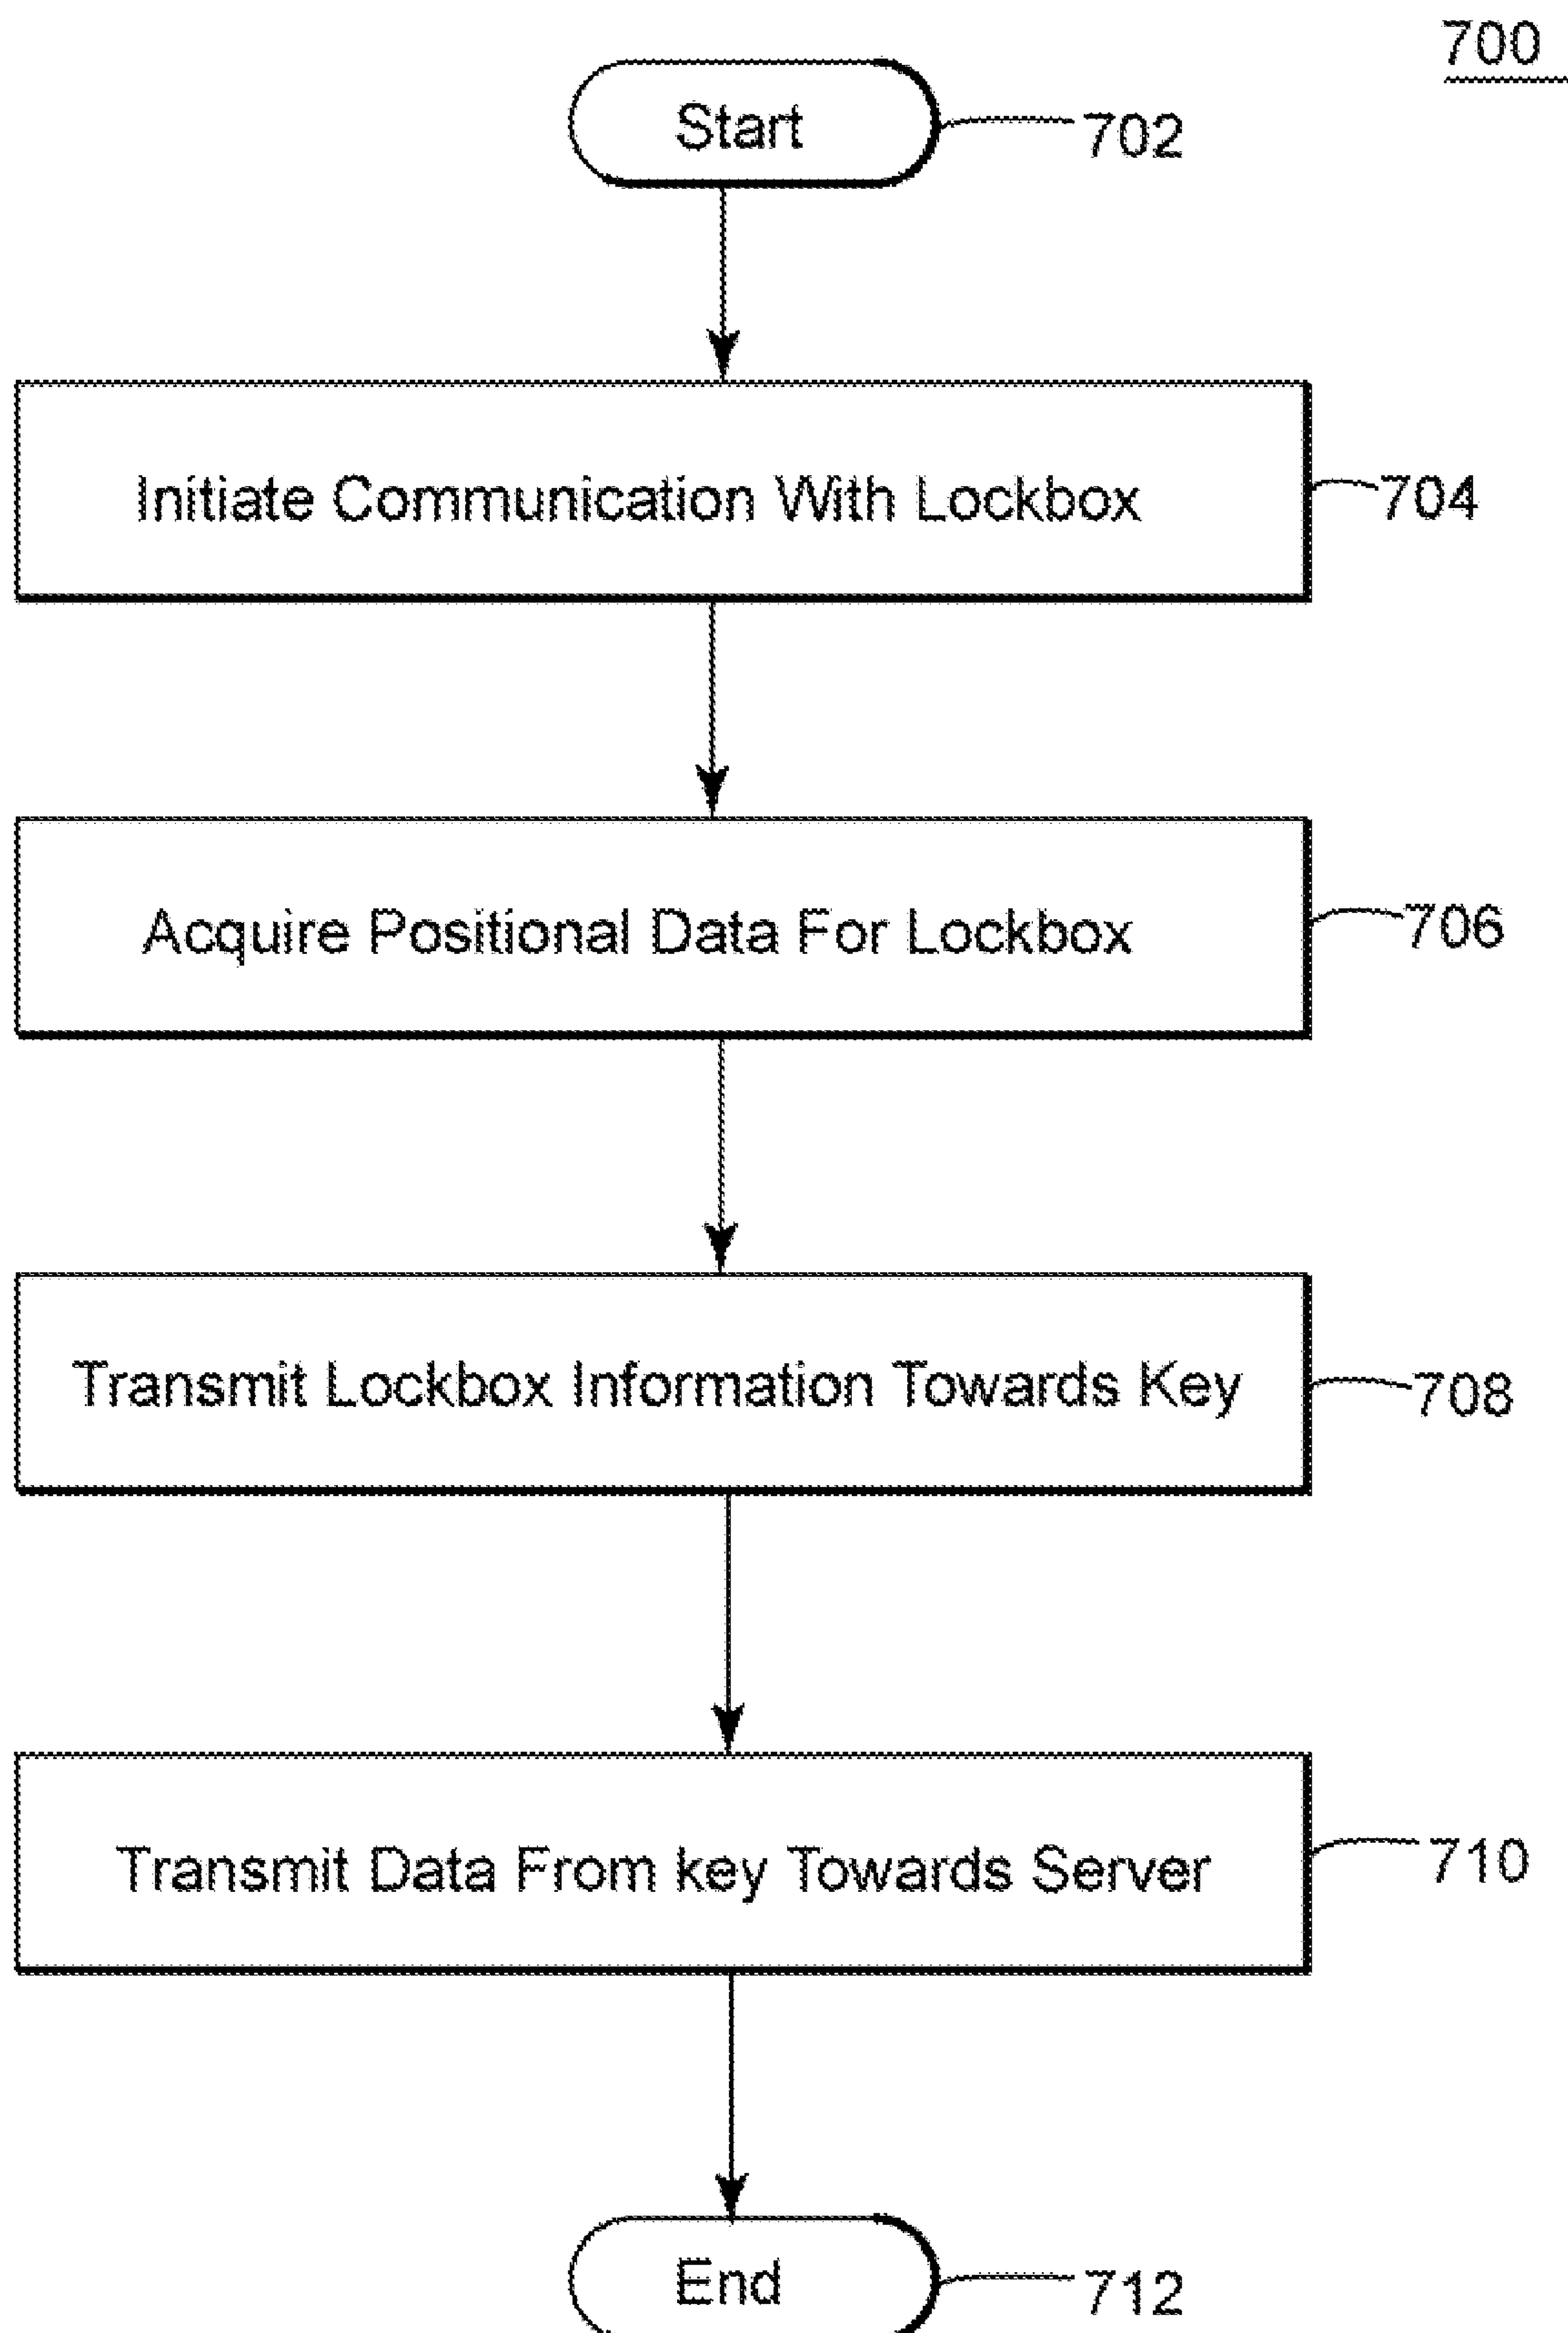 700
Start
702
Initiate Communication With Lockbox
704
Acquire Positional Data For Lockbox
706
Transmit Lockbox Information Towards Key
708
Transmit Data From key Towards Server
710
End
712